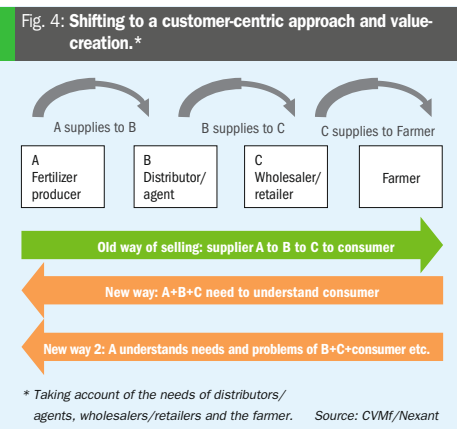 Fig. 4: Shifting to a customer-centric approach and value-
creation.*
A supplies to B
B supplies to C
C supplies to Farmer
A
Fertilizer
producer
B
Distributor/
agent
C
Wholesaler/
retailer
Farmer
Old way of selling: supplier A to B to C to consumer
New way: A+B+C need to understand consumer
New way 2: A understands needs and problems of B+C+consumer etc.
* Taking account of the needs of distributors/
agents, wholesalers/retailers and the farmer. Source: CVMf/Nexant